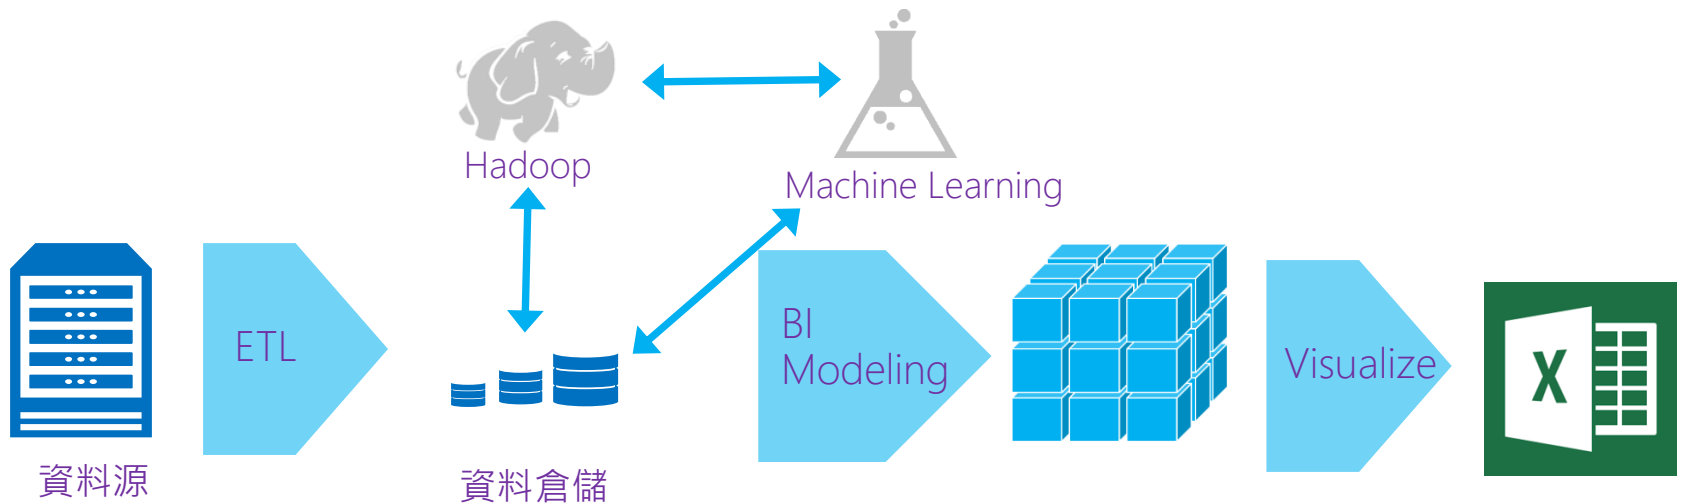 Hadoop
Machine Learning
ETL
BI
Modeling
Visualize
X
資料源
資料倉儲